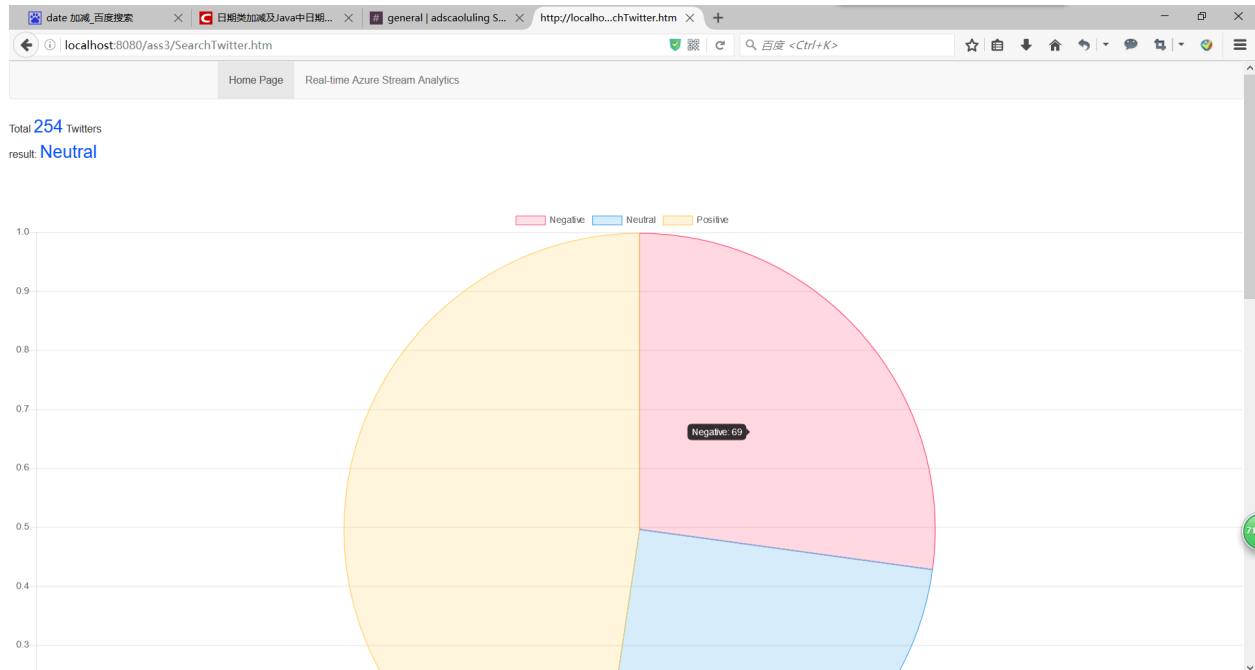 date 加减_百度搜索
日期类加减及Java中日期...
general | adscaoluling S...
http://localho...chTwitter.htm
localhost:8080/ass3/SearchTwitter.htm
百度 <Ctrl+K>
Home Page
Real-time Azure Stream Analytics
Total 254 Twitters
result: Neutral
Negative
Neutral
Positive
1.0
0.9
0.8
0.7
Negative: 69
0.6
0.5
71
0.4
0.3